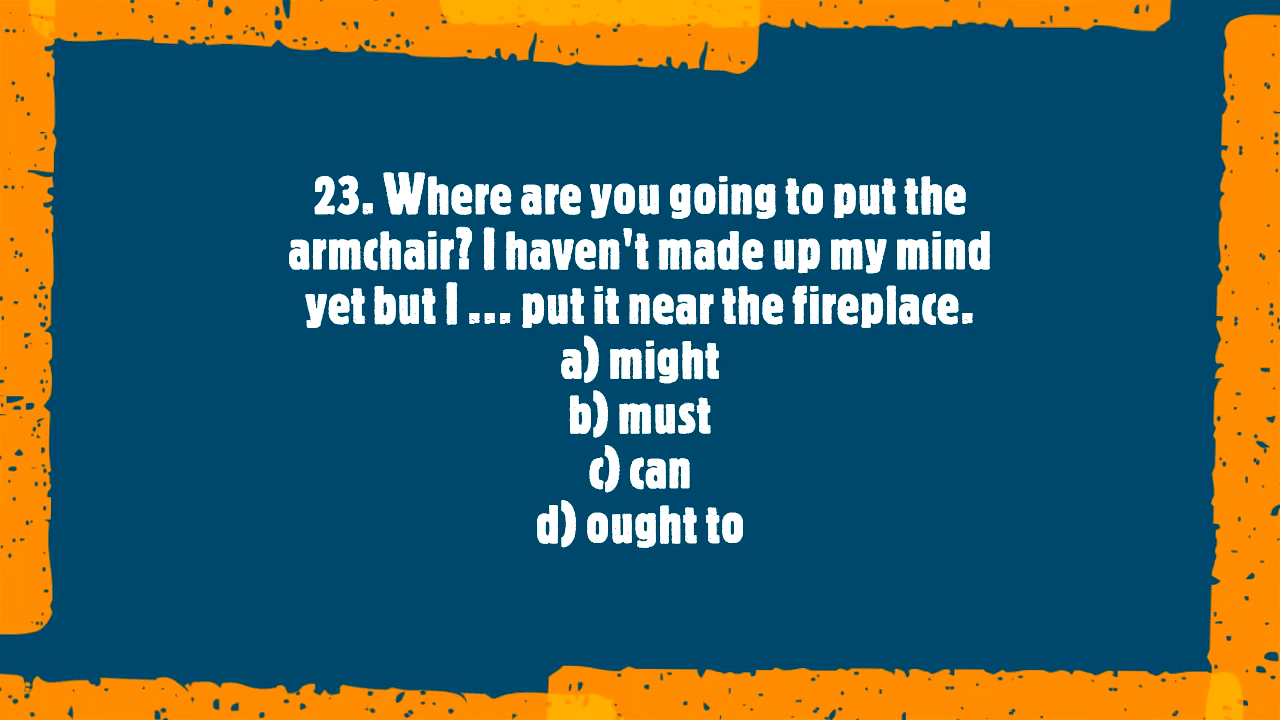 23. Where are you going to put the
armchair? I haven't made up my mind
yet but I ... put it near the fireplace.
a) might
b) must
c) can
d) ought to